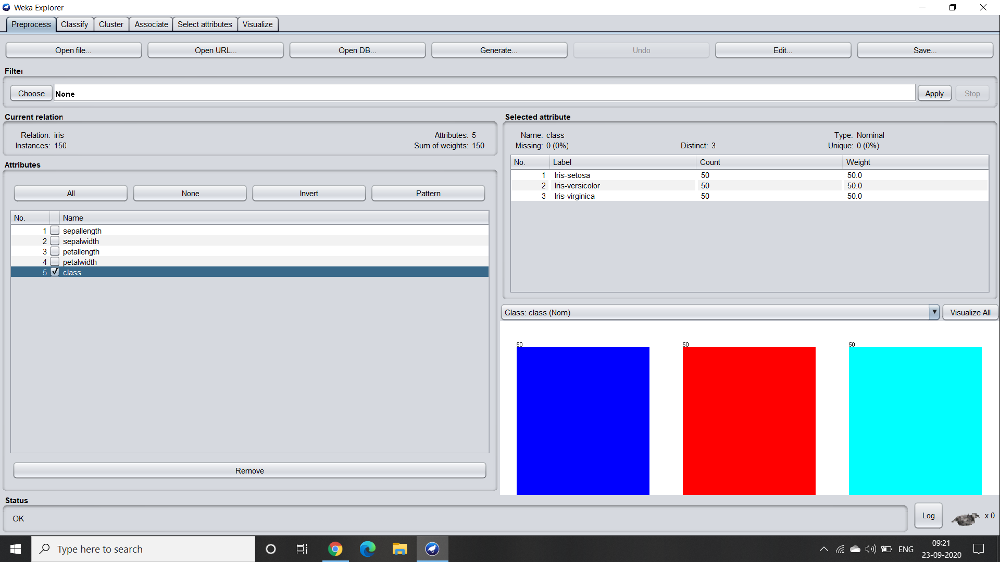 Weka Explorer
Preprocess Classify Cluster Associate Select attributes Visualize
Open file... Open URL... Open DB... Generate... Undo Edit... Save...
Filter
Choose None Apply Stop
Current relation
Relation: iris Attributes: 5
Instances: 150 Sum of weights: 150
Attributes
All None Invert Pattern
No. Name
1 sepallength
2 sepalwidth
3 petallength
4 petalwidth
5 class
Remove
Selected attribute
Name: class Type: Nominal
Missing: 0 (0%) Distinct: 3 Unique: 0 (0%)
No. Label Count Weight
1 Iris-setosa 50 50.0
2 Iris-versicolor 50 50.0
3 Iris-virginica 50 50.0
Class: class (Nom) Visualize All
50 50 50
Status
OK
Log x 0
Type here to search
ENG
09:21
23-09-2020